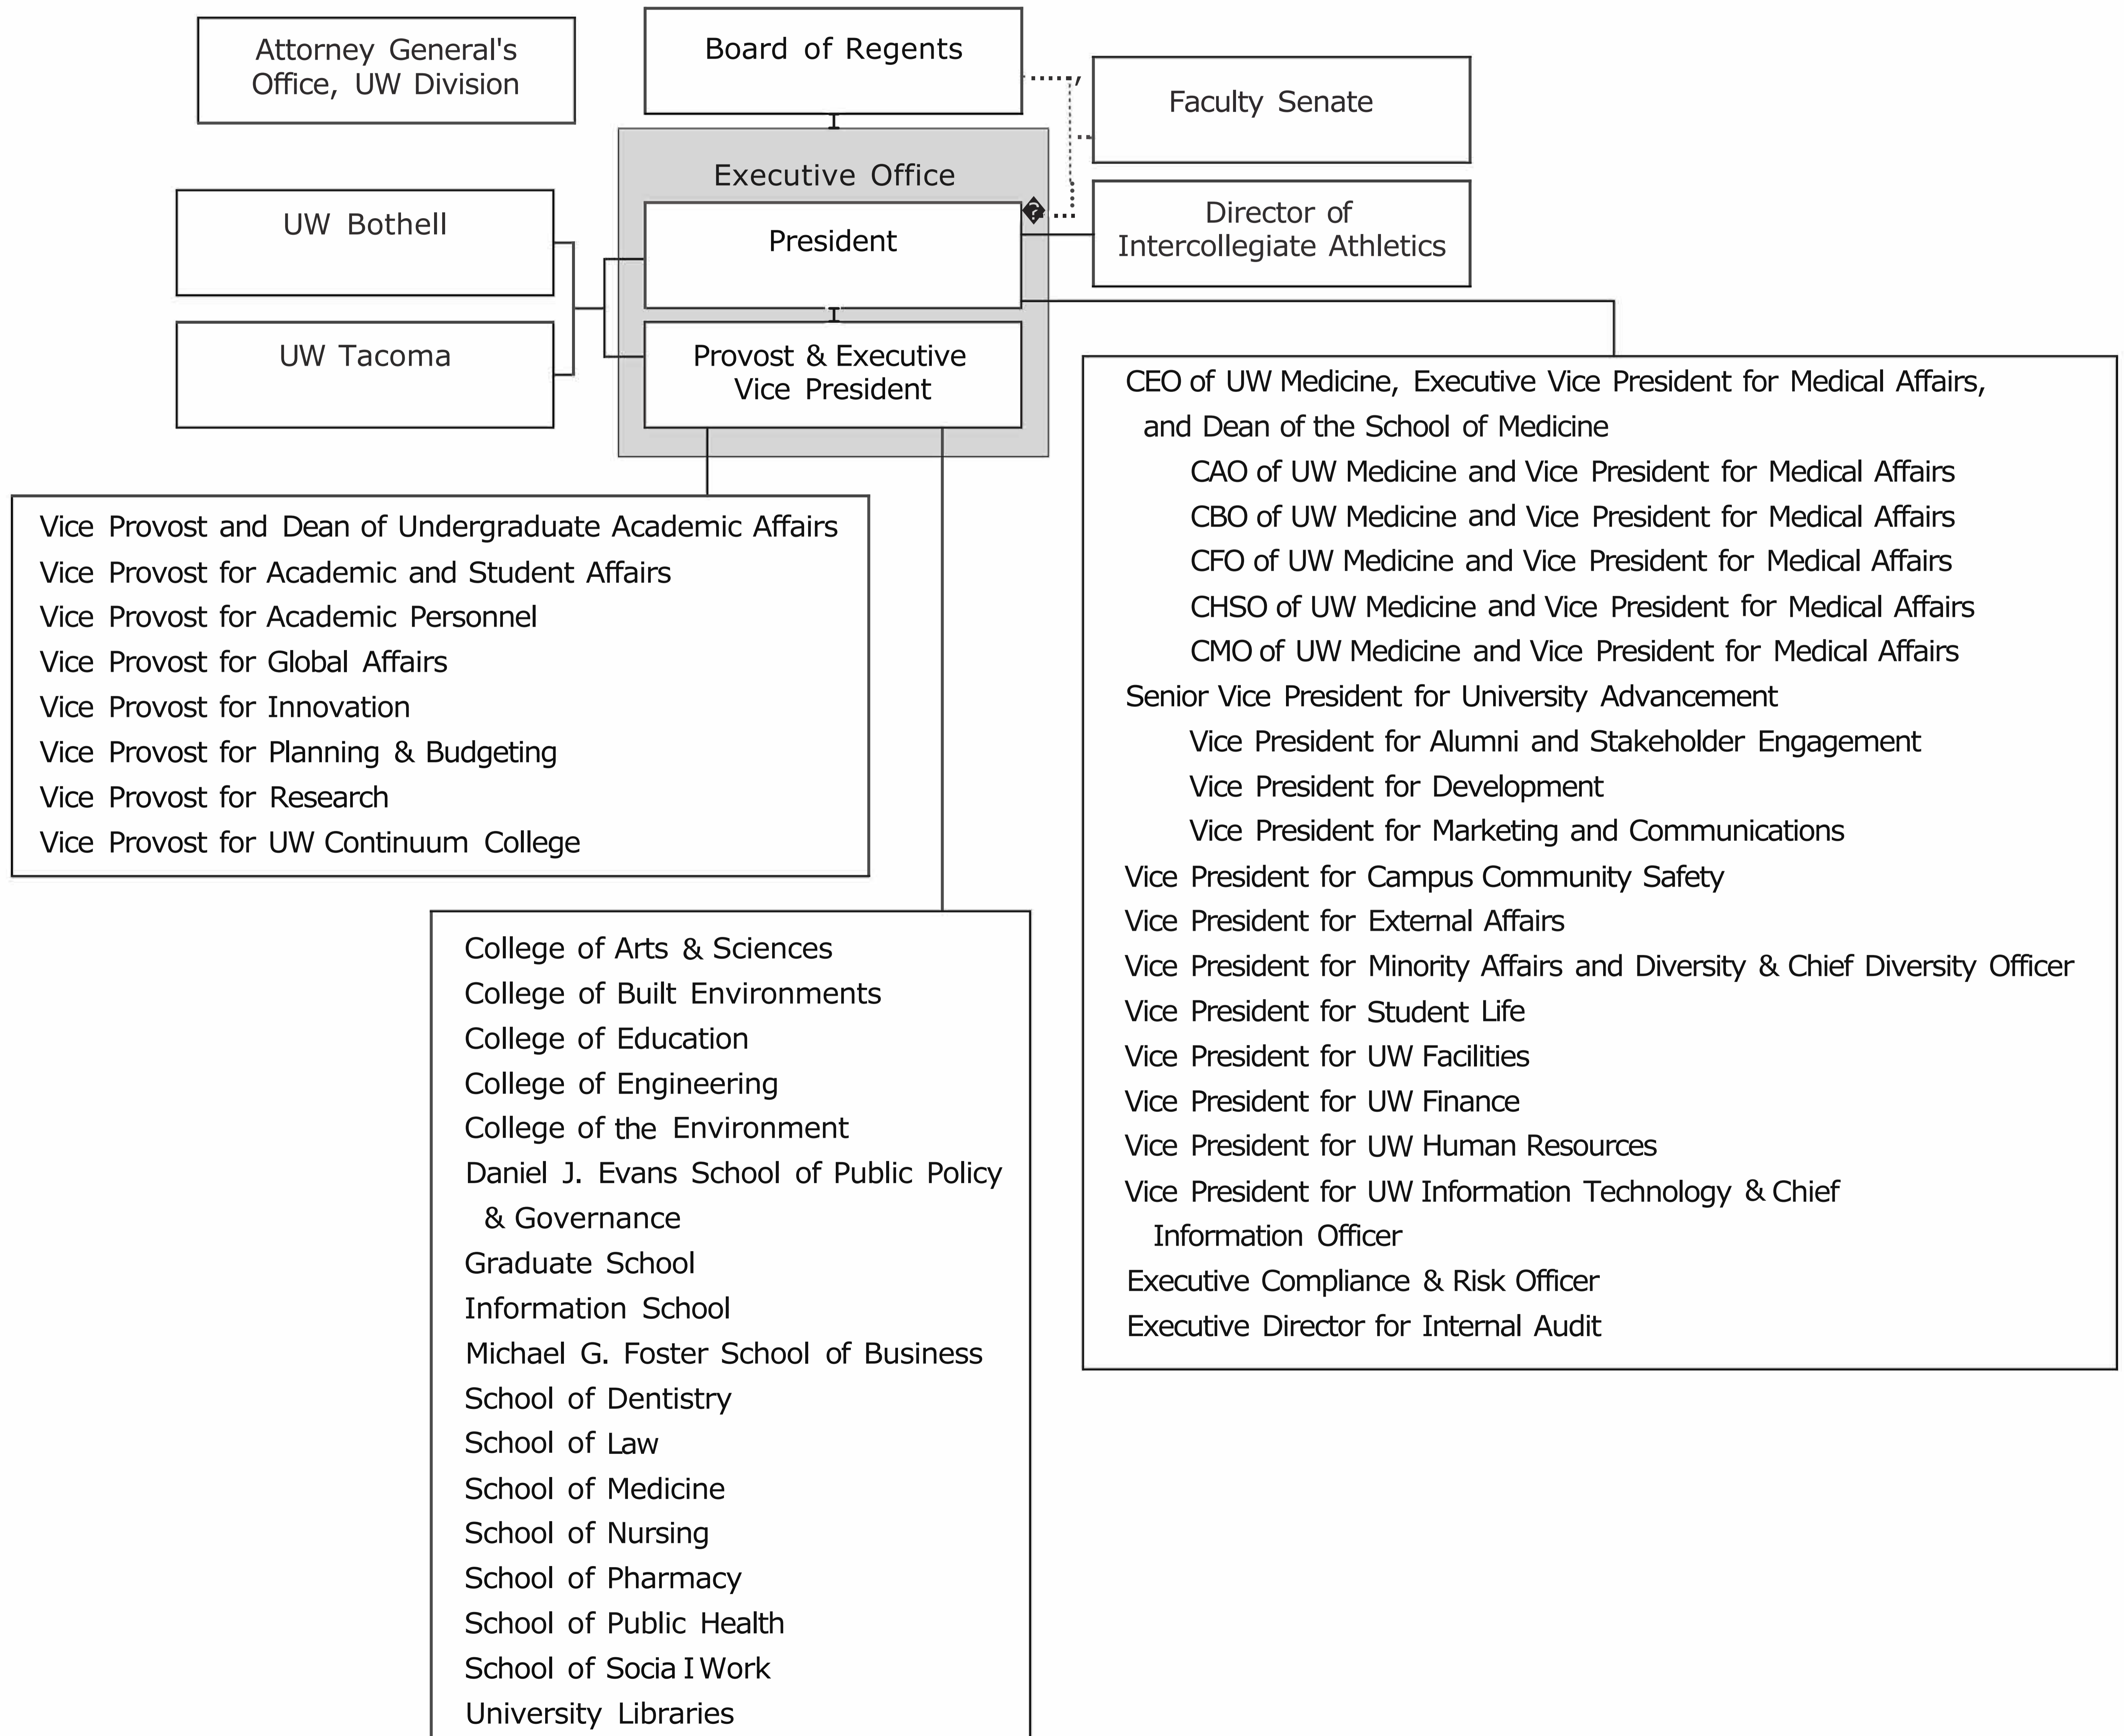 Attorney General's
Office, UW Division
Board of Regents
Faculty Senate
Executive Office
UW Bothell
President
Director of
Intercollegiate Athletics
UW Tacoma
Provost & Executive
Vice President
Vice Provost and Dean of Undergraduate Academic Affairs
Vice Provost for Academic and Student Affairs
Vice Provost for Academic Personnel
Vice Provost for Global Affairs
Vice Provost for Innovation
Vice Provost for Planning & Budgeting
Vice Provost for Research
Vice Provost for UW Continuum College
CEO of UW Medicine, Executive Vice President for Medical Affairs,
and Dean of the School of Medicine
CAO of UW Medicine and Vice President for Medical Affairs
CBO of UW Medicine and Vice President for Medical Affairs
CFO of UW Medicine and Vice President for Medical Affairs
CHSO of UW Medicine and Vice President for Medical Affairs
CMO of UW Medicine and Vice President for Medical Affairs
Senior Vice President for University Advancement
Vice President for Alumni and Stakeholder Engagement
Vice President for Development
Vice President for Marketing and Communications
Vice President for Campus Community Safety
Vice President for External Affairs
Vice President for Minority Affairs and Diversity & Chief Diversity Officer
Vice President for Student Life
Vice President for UW Facilities
Vice President for UW Finance
Vice President for UW Human Resources
Vice President for UW Information Technology & Chief
Information Officer
Executive Compliance & Risk Officer
Executive Director for Internal Audit
College of Arts & Sciences
College of Built Environments
College of Education
College of Engineering
College of the Environment
Daniel J. Evans School of Public Policy
& Governance
Graduate School
Information School
Michael G. Foster School of Business
School of Dentistry
School of Law
School of Medicine
School of Nursing
School of Pharmacy
School of Public Health
School of Socia I Work
University Libraries